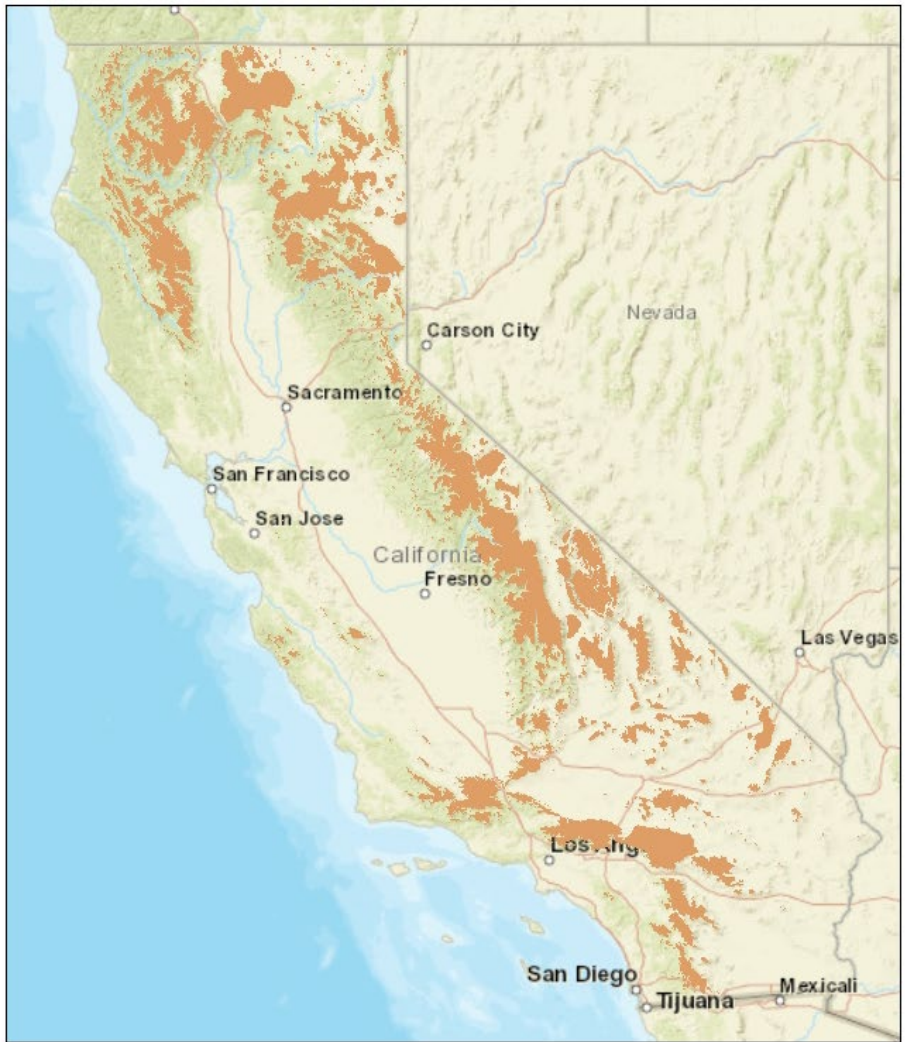 Carson City
Nevada
Sacramento
San Francisco
San Jose
California
Fresno
Las Vegas
Los Ang
San Diego
Mexicali
Tijuana